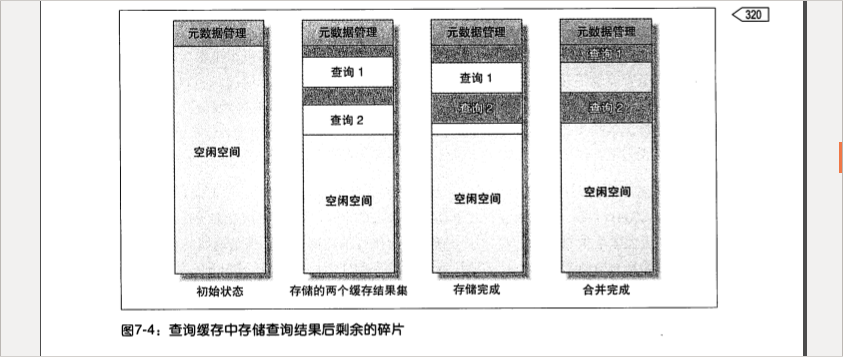 320
元数据管理 元数据管理 元数据管理 元数据管理
查询 1
查询 1
查询 1
查询 2
查询 2
查询 2
空闲空间
空闲空间
空闲空间
空闲空间
初始状态 存储的两个缓存结果集 存储完成 合并完成
图7-4：查询缓存中存储查询结果后剩余的碎片